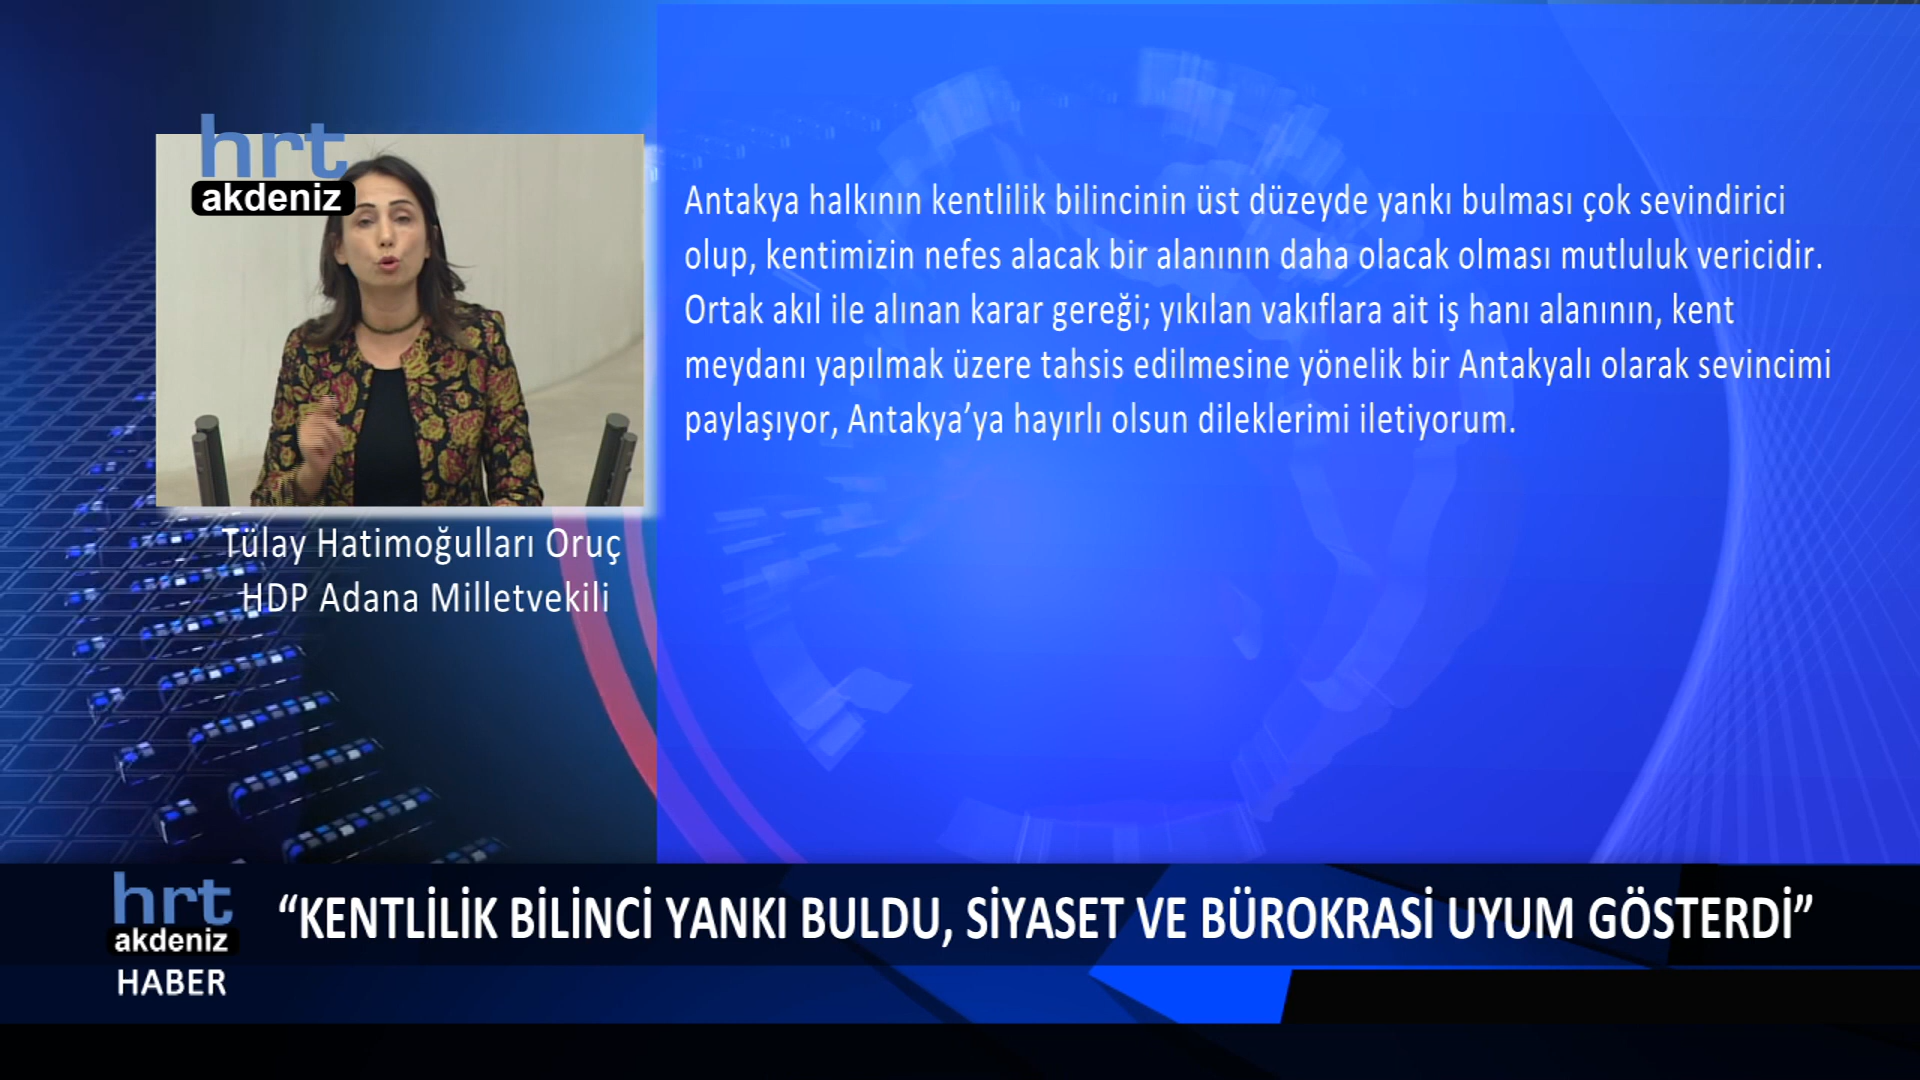 hrt
akdeniz
Tülay Hatimoğulları Oruç
HDP Adana Milletvekili
Antakya halkının kentlilik bilincinin üst düzeyde yankı bulması çok sevindirici
olup, kentimizin nefes alacak bir alanının daha olacak olması mutluluk vericidir.
Ortak akıl ile alınan karar gereği; yıkılan vakıflara ait iş hanı alanının, kent
meydanı yapılmak üzere tahsis edilmesine yönelik bir Antakyalı olarak sevincimi
paylaşıyor, Antakya’ya hayırlı olsun dileklerimi iletiyorum.
hrt
akdeniz
HABER
“KENTLİLİK BİLİNCİ YANKI BULDU, SİYASET VE BÜROKRASİ UYUM GÖSTERDİ”